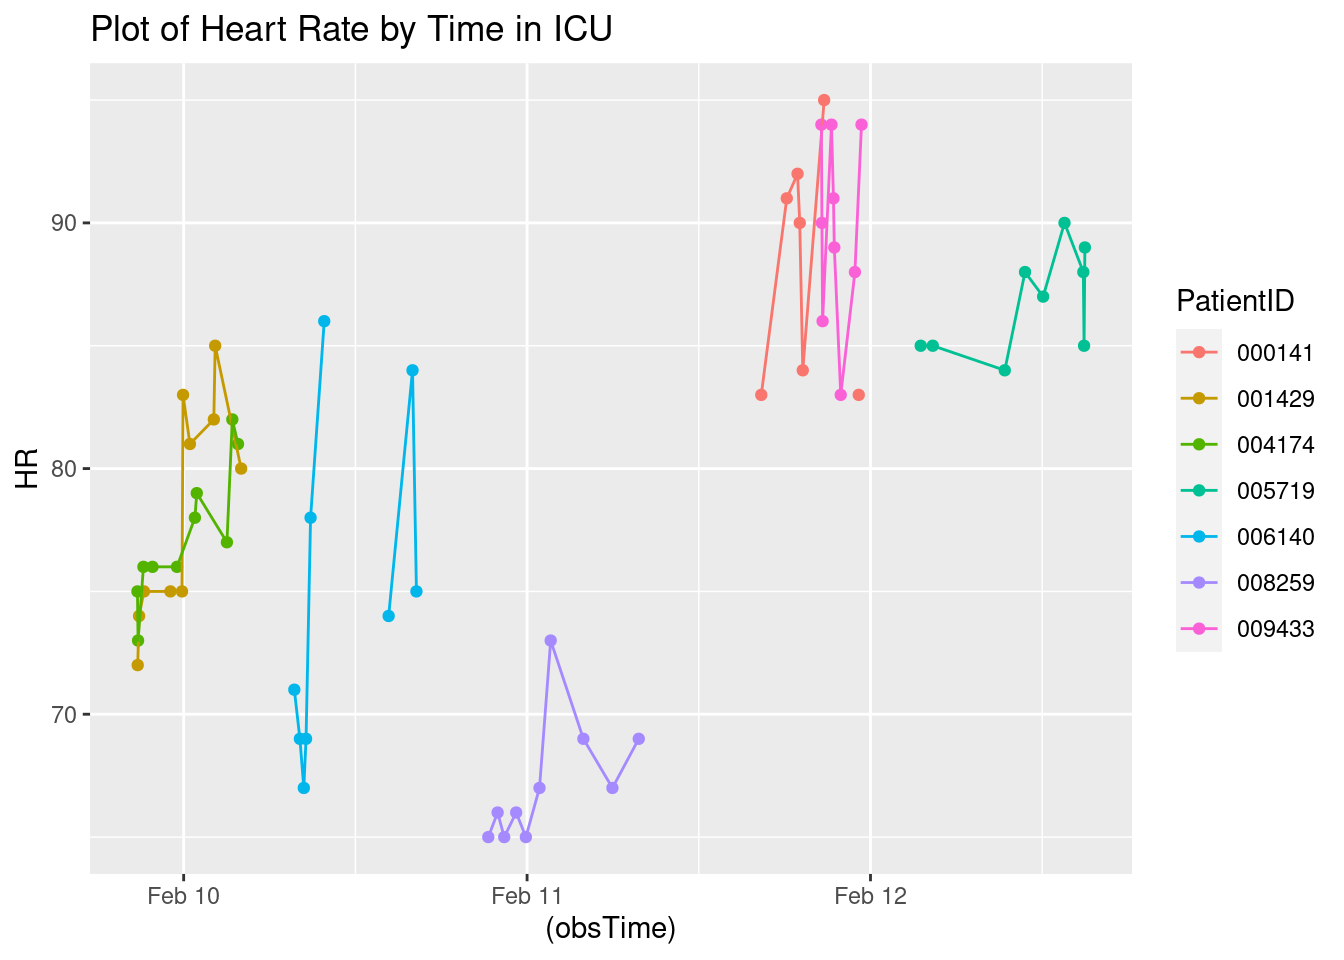 Plot of Heart Rate by Time in ICU
HR
90
80
70
Feb 10
Feb 11
Feb 12
(obsTime)
PatientID
000141
001429
004174
005719
006140
008259
009433